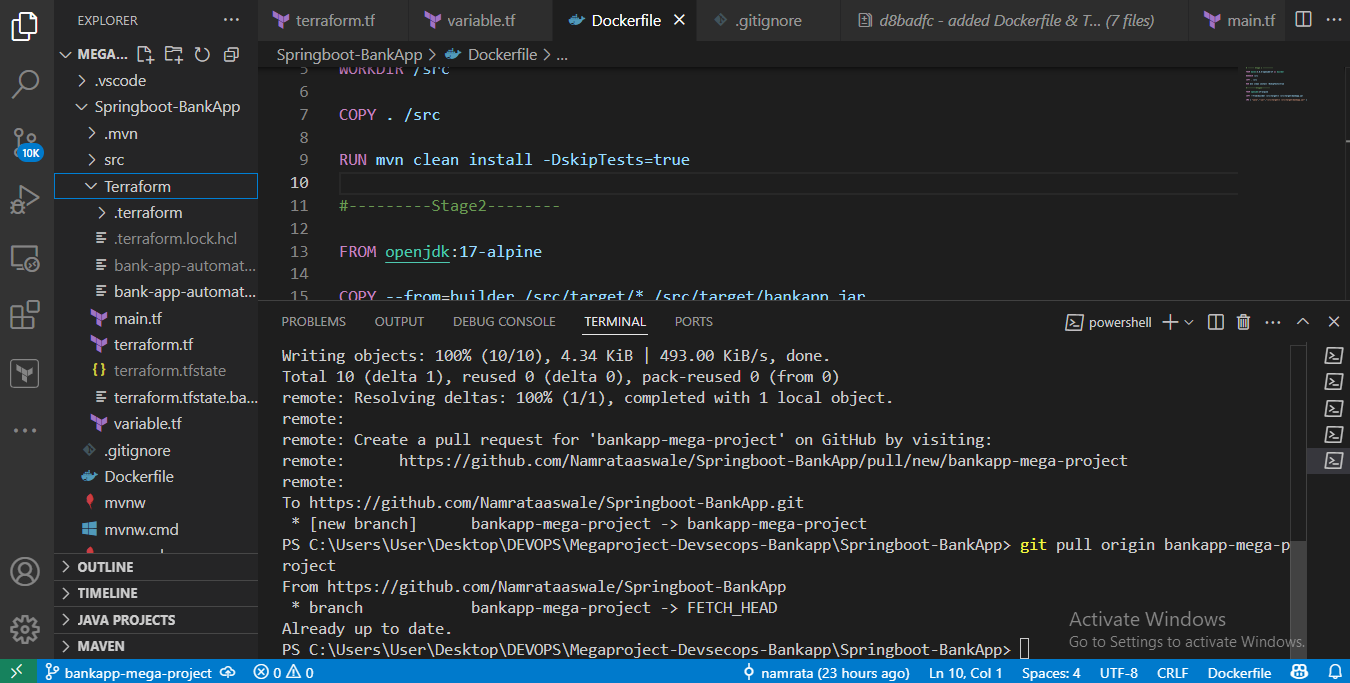 EXPLORER
terraform.tf
variable.tf
Dockerfile
.gitignore
d8badfc - added Dockerfile & T... (7 files)
main.tf
MEGA...
.vscode
Springboot-BankApp
.mvn
src
Terraform
.terraform
.terraform.lock.hcl
bank-app-automat...
bank-app-automat...
main.tf
terraform.tf
terraform.tfstate
terraform.tfstate.ba...
variable.tf
.gitignore
Dockerfile
mvnw
mvnw.cmd
OUTLINE
TIMELINE
JAVA PROJECTS
MAVEN
10K
Springboot-BankApp > Dockerfile > ...
5 WORKDIR /src
6
7 COPY . /src
8
9 RUN mvn clean install -DskipTests=true
10
11 #---------Stage2--------
12
13 FROM openjdk:17-alpine
14
15 COPY --from=builder /src/target/* /src/target/bankapp.jar
PROBLEMS OUTPUT DEBUG CONSOLE TERMINAL PORTS
powershell
Writing objects: 100% (10/10), 4.34 KiB | 493.00 KiB/s, done.
Total 10 (delta 1), reused 0 (delta 0), pack-reused 0 (from 0)
remote: Resolving deltas: 100% (1/1), completed with 1 local object.
remote:
remote: Create a pull request for 'bankapp-mega-project' on GitHub by visiting:
remote:      https://github.com/Namrataaswale/Springboot-BankApp/pull/new/bankapp-mega-project
remote:
To https://github.com/Namrataaswale/Springboot-BankApp.git
 * [new branch]      bankapp-mega-project -> bankapp-mega-project
PS C:\Users\User\Desktop\DEVOPS\Megaproject-Devsecops-Bankapp\Springboot-BankApp> git pull origin bankapp-mega-p
roject
From https://github.com/Namrataaswale/Springboot-BankApp
 * branch            bankapp-mega-project -> FETCH_HEAD
Already up to date.
PS C:\Users\User\Desktop\DEVOPS\Megaproject-Devsecops-Bankapp\Springboot-BankApp>
Activate Windows
Go to Settings to activate Windows.
bankapp-mega-project
0 0
namrata (23 hours ago)
Ln 10, Col 1
Spaces: 4
UTF-8
CRLF
Dockerfile